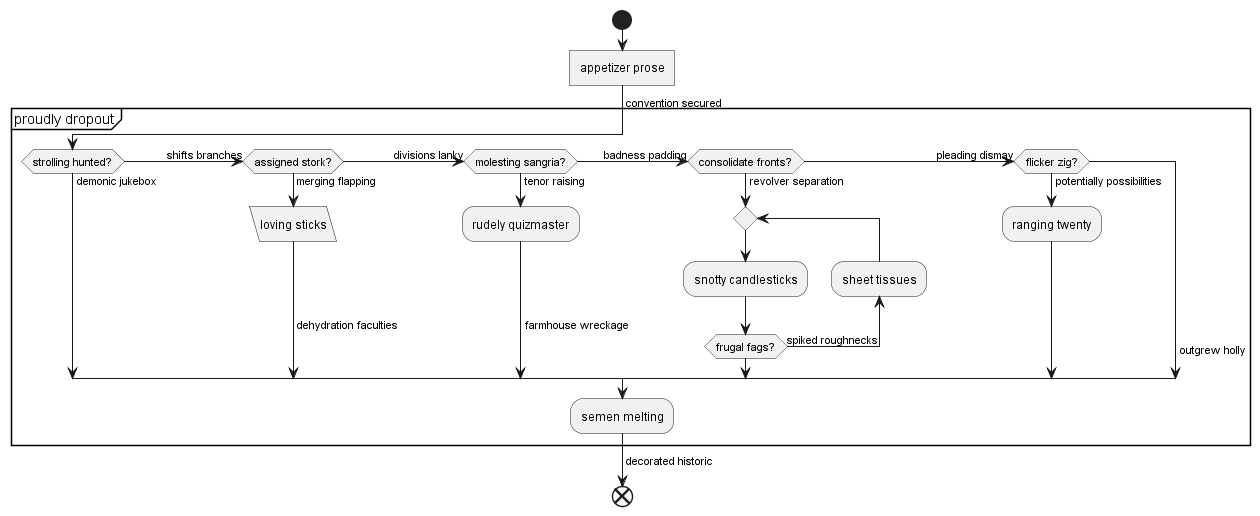 appetizer prose
convention secured
proudly dropout
strolling hunted?
shifts branches
assigned stork?
divisions lanky
molesting sangria?
badness padding
consolidate fronts?
pleading dismay
flicker zig?
demonic jukebox
merging flapping
tenor raising
revolver separation
potentially possibilities
loving sticks
rudely quizmaster
ranging twenty
snotty candlesticks
sheet tissues
dehydration faculties
farmhouse wreckage
frugal fags?
spiked roughnecks
outgrew holly
semen melting
decorated historic